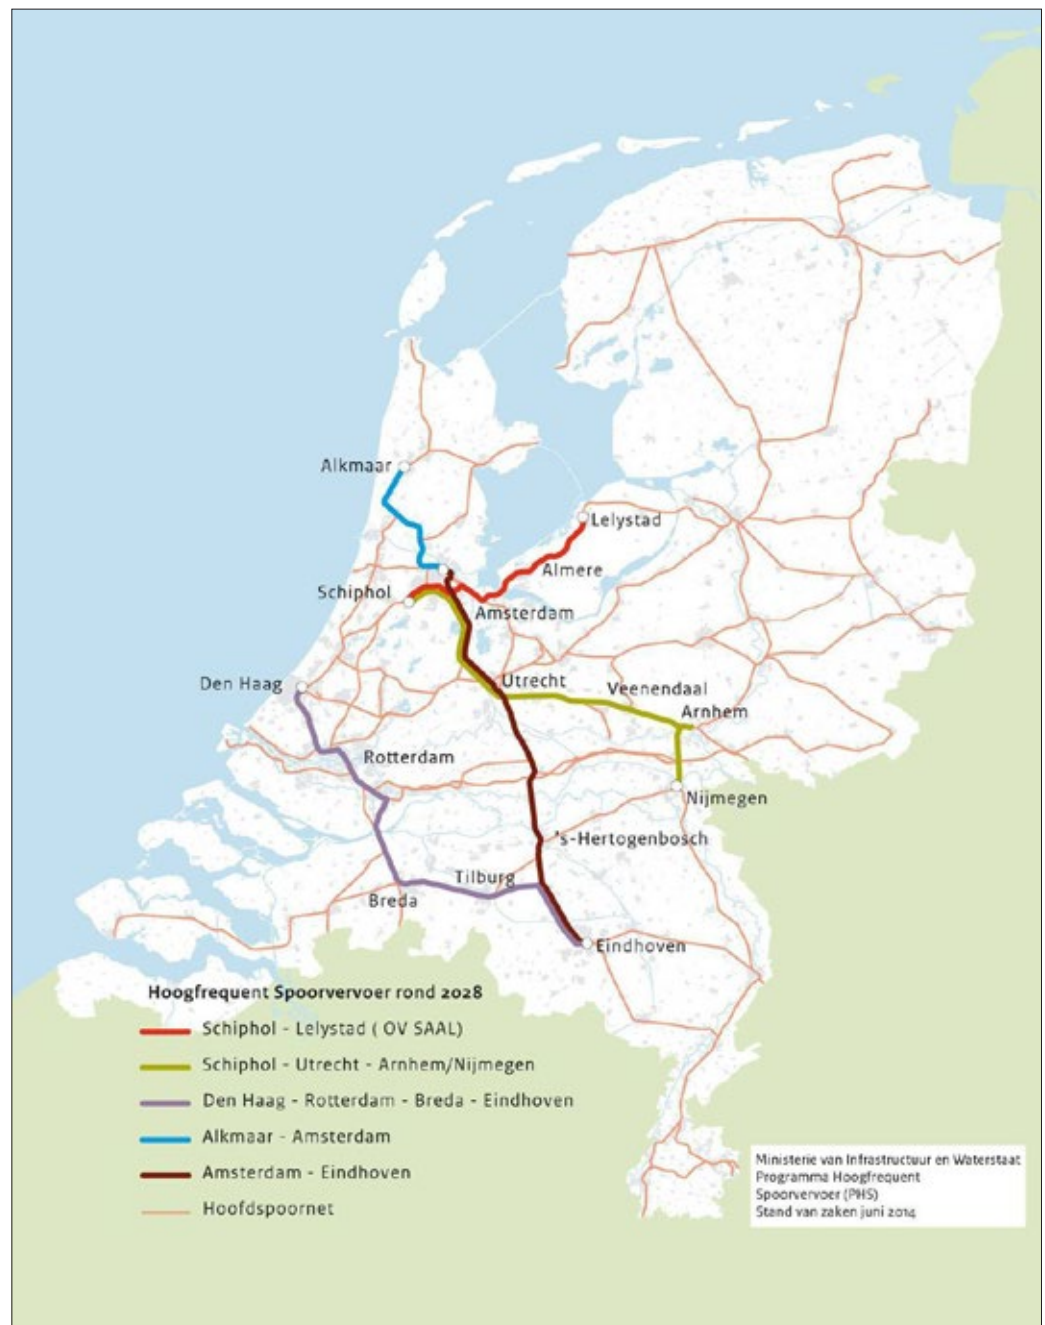 Alkmaar
Lelystad
Almere
Schiphol
Amsterdam
Utrecht
Den Haag
Veenendaal
Arnhem
Rotterdam
Nijmegen
's-Hertogenbosch
Tilburg
Breda
Eindhoven
Hoogfrequent Spoorvervoer rond 2028
Schiphol - Lelystad ( OV SAAL)
Schiphol - Utrecht - Arnhem/Nijmegen
Den Haag - Rotterdam - Breda - Eindhoven
Alkmaar - Amsterdam
Amsterdam - Eindhoven
Hoofdspoornet
Ministerie van Infrastructuur en Waterstaat
Programma Hoogfrequent
Spoorvervoer (PHS)
Stand van zaken juni 2014